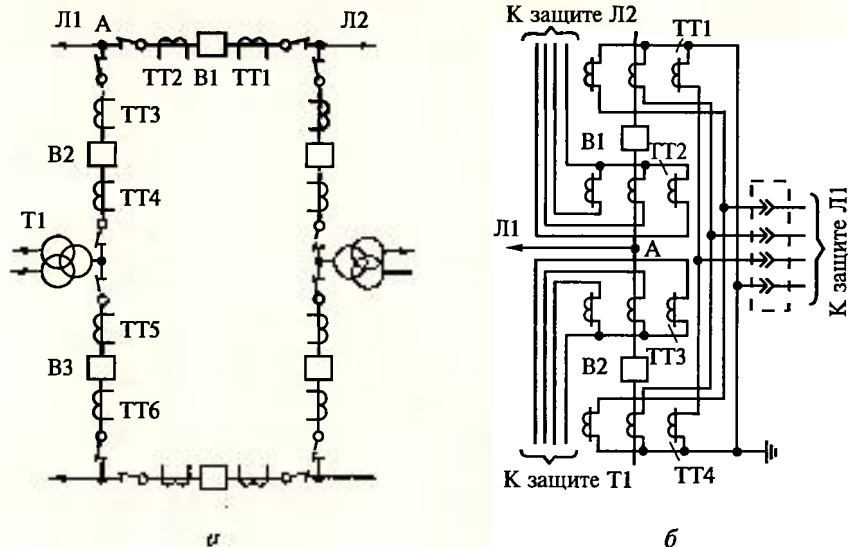 Л1
А
Л2
ТТ2
В1
ТТ1
ТТ3
В2
ТТ4
Т1
ТТ5
В3
ТТ6
К защите Л2
ТТ1
В1
ТТ2
Л1
А
К защите Л1
ТТ3
В2
К защите Т1
ТТ4
б